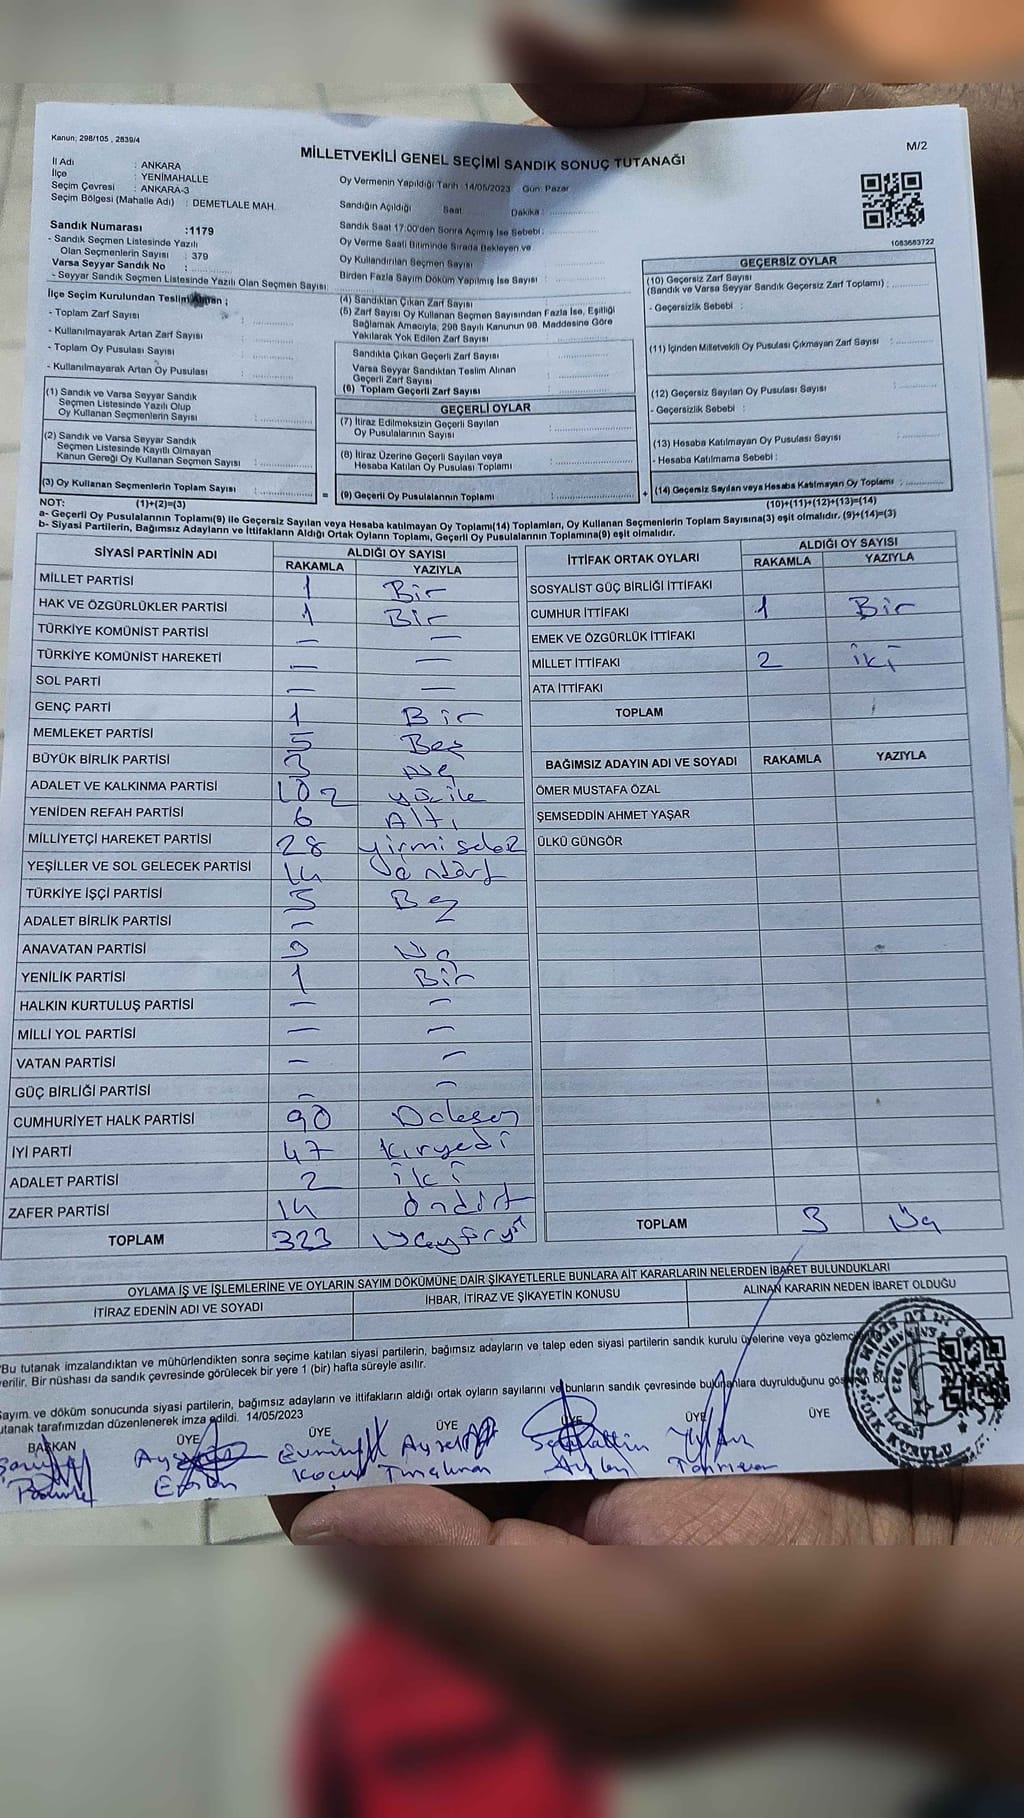 Kanun; 298/105 , 2839/4
MİLLETVEKİLİ GENEL SEÇİMİ SANDIK SONUÇ TUTANAĞI
M/2
İl Adı : ANKARA
İlçe : YENİMAHALLE
Seçim Çevresi : ANKARA-3
Seçim Bölgesi (Mahalle Adı) : DEMETLALE MAH.
Sandık Numarası :1179
- Sandık Seçmen Listesinde Yazılı
Olan Seçmenlerin Sayısı : 379
Varsa Seyyar Sandık No :
- Seyyar Sandık Seçmen Listesinde Yazılı Olan Seçmen Sayısı:
Oy Vermenin Yapıldığı Tarih :14/05/2023 Gün: Pazar
Sandığın Açıldığı Saat Dakika :
Sandık Saat 17:00'den Sonra Açımış İse Sebebi:
Oy Verme Saati Bitiminde Sırada Bekleyen ve
Oy Kullandırılan Seçmen Sayısı
Birden Fazla Sayım Döküm Yapılmış İse Sayısı :
1083683722
İlçe Seçim Kurulundan Teslim Alınan ;
- Toplam Zarf Sayısı :
- Kullanılmayarak Artan Zarf Sayısı :
- Toplam Oy Pusulası Sayısı :
- Kullanılmayarak Artan Oy Pusulası :
(1) Sandık ve Varsa Seyyar Sandık
Seçmen Listesinde Yazılı Olup
Oy Kullanan Seçmenlerin Sayısı :
(2) Sandık ve Varsa Seyyar Sandık
Seçmen Listesinde Kayıtlı Olmayan
Kanun Gereği Oy Kullanan Seçmen Sayısı :
(3) Oy Kullanan Seçmenlerin Toplam Sayısı :
(4) Sandıktan Çıkan Zarf Sayısı :
(5) Zarf Sayısı Oy Kullanan Seçmen Sayısından Fazla İse, Eşitliği
Sağlamak Amacıyla, 298 Sayılı Kanunun 98. Maddesine Göre
Yakılarak Yok Edilen Zarf Sayısı :
Sandıkta Çıkan Geçerli Zarf Sayısı :
Varsa Seyyar Sandıktan Teslim Alınan
Geçerli Zarf Sayısı :
(6) Toplam Geçerli Zarf Sayısı :
GEÇERLİ OYLAR
(7) İtiraz Edilmeksizin Geçerli Sayılan
Oy Pusulalarının Sayısı :
(8) İtiraz Üzerine Geçerli Sayılan veya
Hesaba Katılan Oy Pusulası Toplamı :
= (9) Geçerli Oy Pusulalarının Toplamı :
GEÇERSİZ OYLAR
(10) Geçersiz Zarf Sayısı
(Sandık ve Varsa Seyyar Sandık Geçersiz Zarf Toplamı) :
- Geçersizlik Sebebi :
(11) İçinden Milletvekili Oy Pusulası Çıkmayan Zarf Sayısı :
(12) Geçersiz Sayılan Oy Pusulası Sayısı :
- Geçersizlik Sebebi :
(13) Hesaba Katılmayan Oy Pusulası Sayısı :
- Hesaba Katılmama Sebebi :
+ (14) Geçersiz Sayılan veya Hesaba Katılmayan Oy Toplamı :
NOT: (1)+(2)=(3) (10)+(11)+(12)+(13)=(14)
a- Geçerli Oy Pusulalarının Toplamı(9) ile Geçersiz Sayılan veya Hesaba katılmayan Oy Toplamı(14) Toplamları, Oy Kullanan Seçmenlerin Toplam Sayısına(3) eşit olmalıdır. (9)+(14)=(3)
b- Siyasi Partilerin, Bağımsız Adayların ve İttifakların Aldığı Ortak Oyların Toplamı, Geçerli Oy Pusulalarının Toplamına(9) eşit olmalıdır.
SİYASİ PARTİNİN ADI ALDIĞI OY SAYISI
RAKAMLA YAZIYLA
MİLLET PARTİSİ 1 Bir
HAK VE ÖZGÜRLÜKLER PARTİSİ 1 Bir
TÜRKİYE KOMÜNİST PARTİSİ — —
TÜRKİYE KOMÜNİST HAREKETİ — —
SOL PARTİ — —
GENÇ PARTİ 1 Bir
MEMLEKET PARTİSİ 5 Beş
BÜYÜK BİRLİK PARTİSİ 3 Üç
ADALET VE KALKINMA PARTİSİ 102 yüziki
YENİDEN REFAH PARTİSİ 6 Altı
MİLLİYETÇİ HAREKET PARTİSİ 28 yirmisekiz
YEŞİLLER VE SOL GELECEK PARTİSİ 14 Ondört
TÜRKİYE İŞÇİ PARTİSİ 5 Beş
ADALET BİRLİK PARTİSİ —
ANAVATAN PARTİSİ 3 Üç
YENİLİK PARTİSİ 1 Bir
HALKIN KURTULUŞ PARTİSİ — —
MİLLİ YOL PARTİSİ — —
VATAN PARTİSİ — —
GÜÇ BİRLİĞİ PARTİSİ — —
CUMHURİYET HALK PARTİSİ 90 Doksan
İYİ PARTİ 47 Kırkyedi
ADALET PARTİSİ 2 iki
ZAFER PARTİSİ 14 Ondört
TOPLAM 323
İTTİFAK ORTAK OYLARI ALDIĞI OY SAYISI
RAKAMLA YAZIYLA
SOSYALİST GÜÇ BİRLİĞİ İTTİFAKI
CUMHUR İTTİFAKI 1 Bir
EMEK VE ÖZGÜRLÜK İTTİFAKI
MİLLET İTTİFAKI 2 iki
ATA İTTİFAKI
TOPLAM
BAĞIMSIZ ADAYIN ADI VE SOYADI RAKAMLA YAZIYLA
ÖMER MUSTAFA ÖZAL
ŞEMSEDDİN AHMET YAŞAR
ÜLKÜ GÜNGÖR
TOPLAM 3 Üç
OYLAMA İŞ VE İŞLEMLERİNE VE OYLARIN SAYIM DÖKÜMÜNE DAİR ŞİKAYETLERLE BUNLARA AİT KARARLARIN NELERDEN İBARET BULUNDUKLARI
İTİRAZ EDENİN ADI VE SOYADI İHBAR, İTİRAZ VE ŞİKAYETİN KONUSU ALINAN KARARIN NEDEN İBARET OLDUĞU
Bu tutanak imzalandıktan ve mühürlendikten sonra seçime katılan siyasi partilerin, bağımsız adayların ve talep eden siyasi partilerin sandık kurulu üyelerine veya
verilir. Bir nüshası da sandık çevresinde görülecek bir yere 1 (bir) hafta süreyle asılır.
Sayım ve döküm sonucunda siyasi partilerin, bağımsız adayların ve ittifakların aldığı ortak oyların sayılarını ve bunların sandık çevresinde bulunanlara duyurulduğunu
tutanak tarafımızdan düzenlenerek imza edildi. 14/05/2023
BAŞKAN ÜYE ÜYE ÜYE ÜYE ÜYE ÜYE